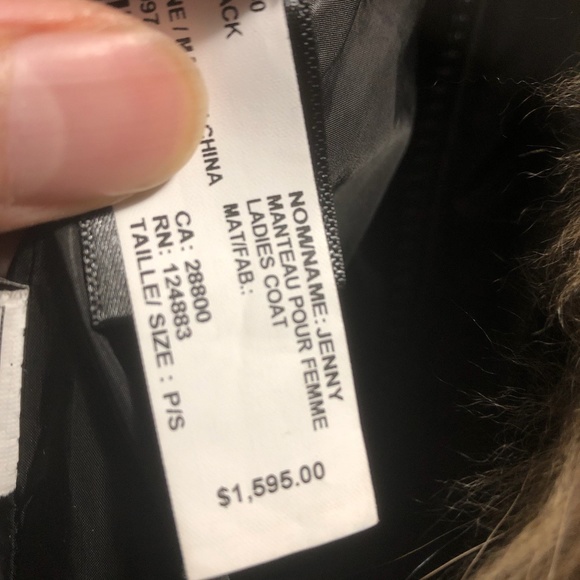 NOM/NAME: JENNY
MANTEAU POUR FEMME
LADIES COAT
MAT/FAB.:
CHINA
CA: 28800
RN: 124883
TAILLE/ SIZE : P/S
$1,595.00